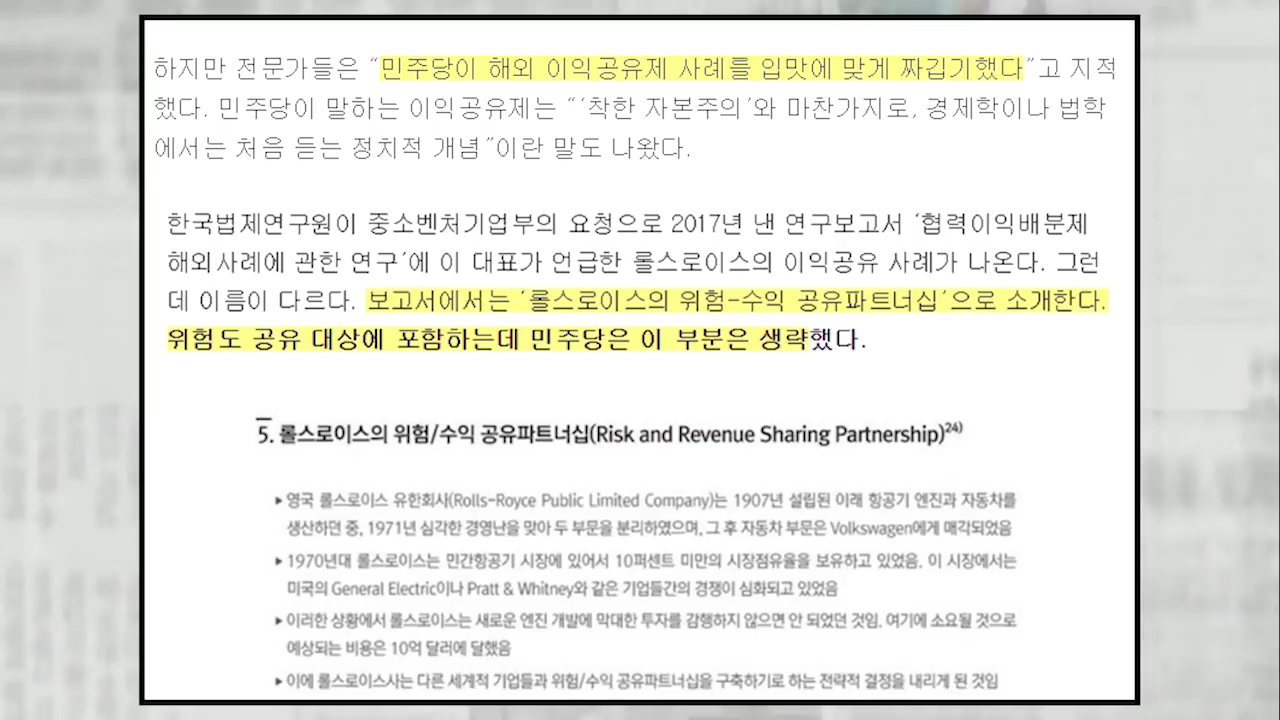 하지만 전문가들은 “민주당이 해외 이익공유제 사례를 입맛에 맞게 짜깁기했다”고 지적
했다. 민주당이 말하는 이익공유제는 “‘착한 자본주의’와 마찬가지로, 경제학이나 법학
에서는 처음 듣는 정치적 개념”이란 말도 나왔다.
한국법제연구원이 중소벤처기업부의 요청으로 2017년 낸 연구보고서 ‘협력이익배분제
해외사례에 관한 연구’에 이 대표가 언급한 롤스로이스의 이익공유 사례가 나온다. 그런
데 이름이 다르다. 보고서에서는 ‘롤스로이스의 위험-수익 공유파트너십’으로 소개한다.
위험도 공유 대상에 포함하는데 민주당은 이 부분은 생략했다.
5. 롤스로이스의 위험/수익 공유파트너십(Risk and Revenue Sharing Partnership)24)
▸영국 롤스로이스 유한회사(Rolls-Royce Public Limited Company)는 1907년 설립된 이래 항공기 엔진과 자동차를
생산하던 중, 1971년 심각한 경영난을 맞아 두 부문을 분리하였으며, 그 후 자동차 부문은 Volkswagen에게 매각되었음
▸1970년대 롤스로이스는 민간항공기 시장에 있어서 10퍼센트 미만의 시장점유율을 보유하고 있었음. 이 시장에서는
미국의 General Electric이나 Pratt & Whitney와 같은 기업들간의 경쟁이 심화되고 있었음
▸이러한 상황에서 롤스로이스는 새로운 엔진 개발에 막대한 투자를 감행하지 않으면 안 되었던 것임. 여기에 소요될 것으로
예상되는 비용은 10억 달러에 달했음
▸이에 롤스로이스사는 다른 세계적 기업들과 위험/수익 공유파트너십을 구축하기로 하는 전략적 결정을 내리게 된 것임